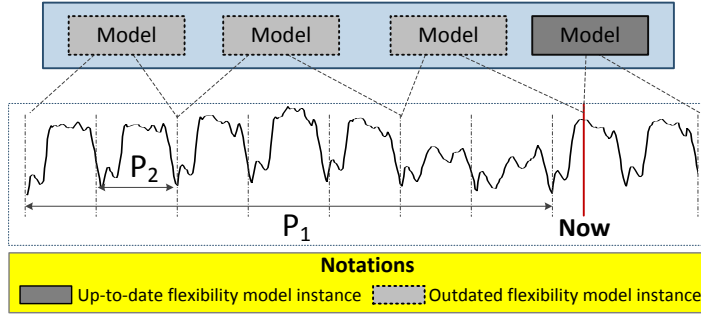 Model Model Model Model
P2
P1
Now
Notations
Up-to-date flexibility model instance Outdated flexibility model instance